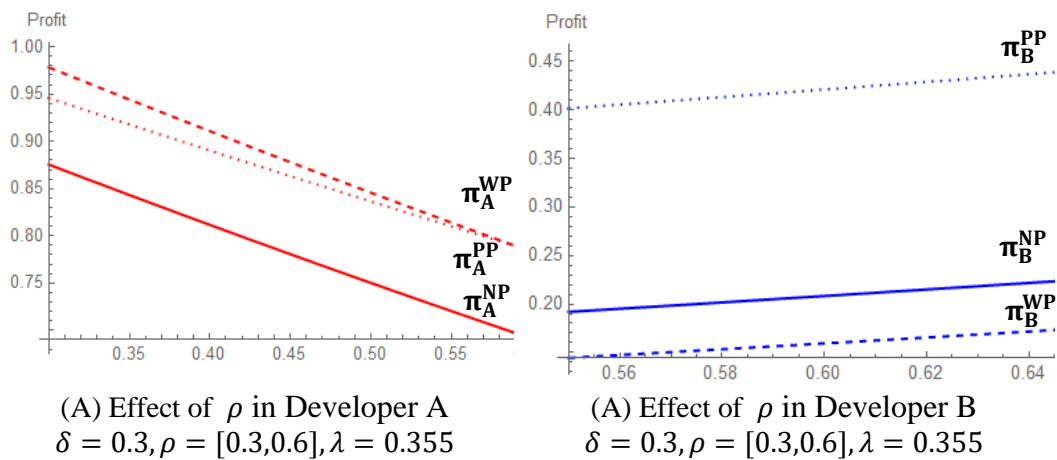 Profit
1.00
0.95
0.90
0.85
0.80
0.75
π_A^WP
π_A^PP
π_A^NP
0.35 0.40 0.45 0.50 0.55
(A) Effect of ρ in Developer A
δ = 0.3, ρ = [0.3,0.6], λ = 0.355
Profit
0.45
0.40
0.35
0.30
0.25
0.20
π_B^PP
π_B^NP
π_B^WP
0.56 0.58 0.60 0.62 0.64
(A) Effect of ρ in Developer B
δ = 0.3, ρ = [0.3,0.6], λ = 0.355